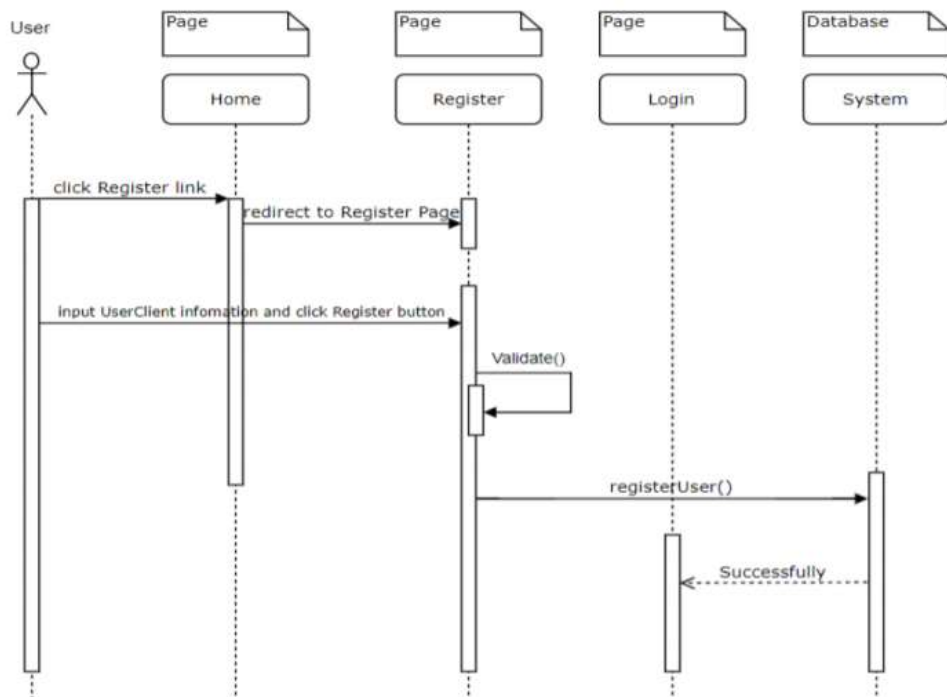 User
Page
Page
Page
Database
Home
Register
Login
System
click Register link
redirect to Register Page
input UserClient infomation and click Register button
Validate()
registerUser()
Successfully